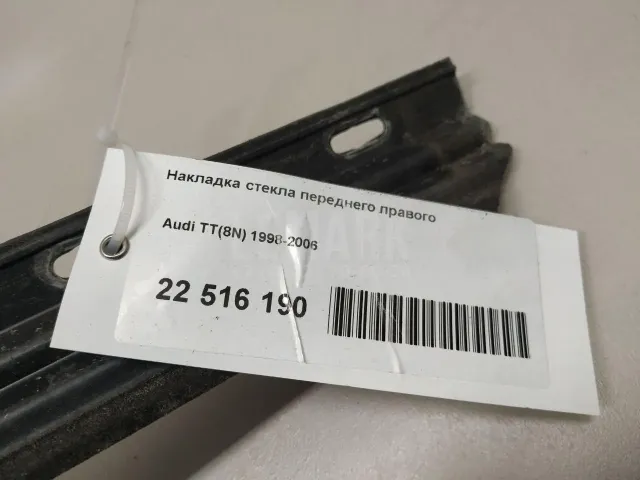 Накладка стекла переднего правого
Audi TT(8N) 1998-2006
22 516 190